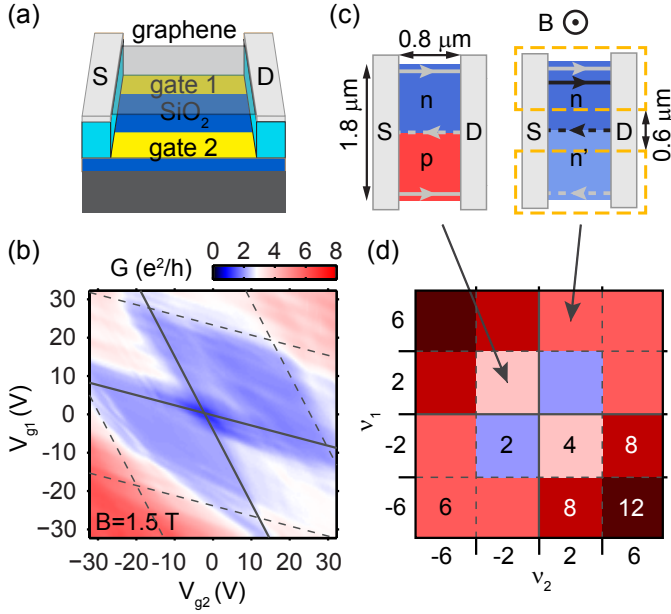 (a)
graphene
S
D
gate 1
SiO₂
gate 2
(c)
0.8 µm
1.8 µm
S
n
p
D
B
S
n
n'
D
0.6 µm
(b)
G (e²/h)
0 2 4 6 8
V_g1 (V)
30
20
10
0
−10
−20
−30
B=1.5 T
−30 −20 −10 0 10 20 30
V_g2 (V)
(d)
ν₁
6
2
-2
2
4
8
-6
6
8
12
-6 -2 2 6
ν₂